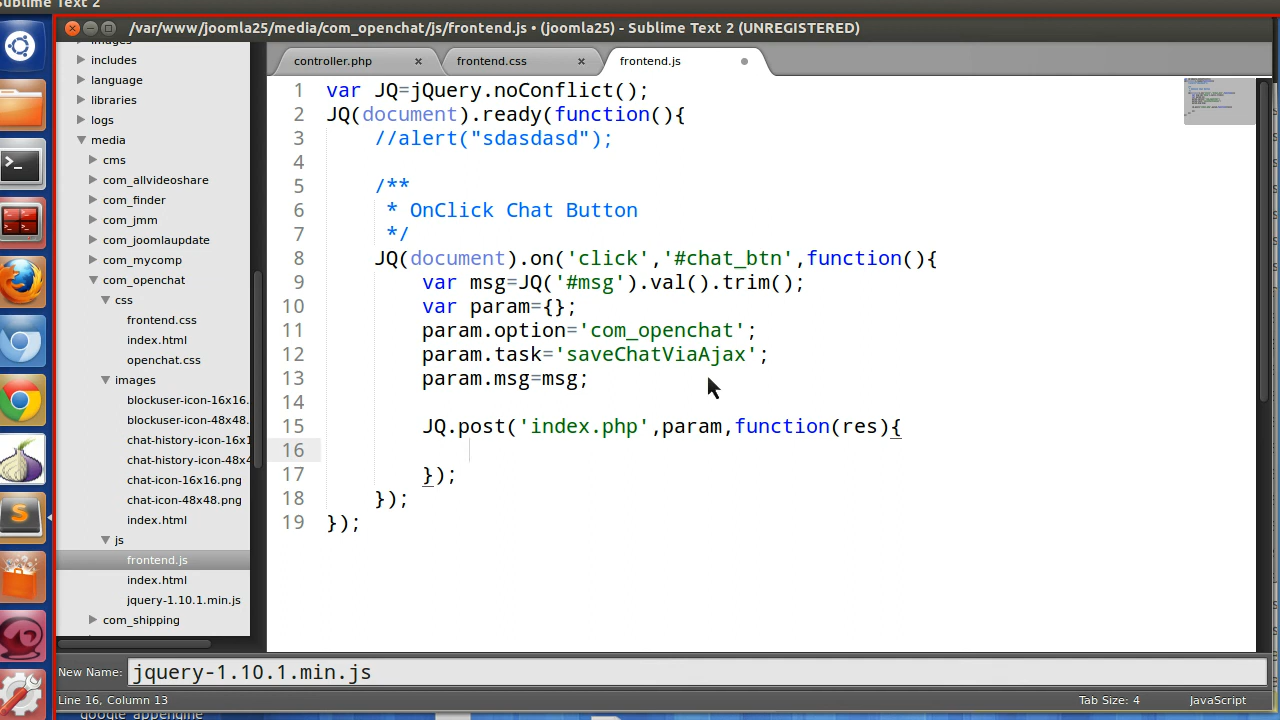 Sublime Text 2
/var/www/joomla25/media/com_openchat/js/frontend.js • (joomla25) - Sublime Text 2 (UNREGISTERED)
images
includes
language
libraries
logs
media
cms
com_allvideoshare
com_finder
com_jmm
com_joomlaupdate
com_mycomp
com_openchat
css
frontend.css
index.html
openchat.css
images
blockuser-icon-16x16.
blockuser-icon-48x48.
chat-history-icon-16x1
chat-history-icon-48x4
chat-icon-16x16.png
chat-icon-48x48.png
index.html
js
frontend.js
index.html
jquery-1.10.1.min.js
com_shipping
controller.php × frontend.css × frontend.js
1 var JQ=jQuery.noConflict();
2 JQ(document).ready(function(){
3 //alert("sdasdasd");
4
5 /**
6 * OnClick Chat Button
7 */
8 JQ(document).on('click','#chat_btn',function(){
9 var msg=JQ('#msg').val().trim();
10 var param={};
11 param.option='com_openchat';
12 param.task='saveChatViaAjax';
13 param.msg=msg;
14
15 JQ.post('index.php',param,function(res){
16
17 });
18 });
19 });
New Name: jquery-1.10.1.min.js
Line 16, Column 13 Tab Size: 4 JavaScript
google appengine